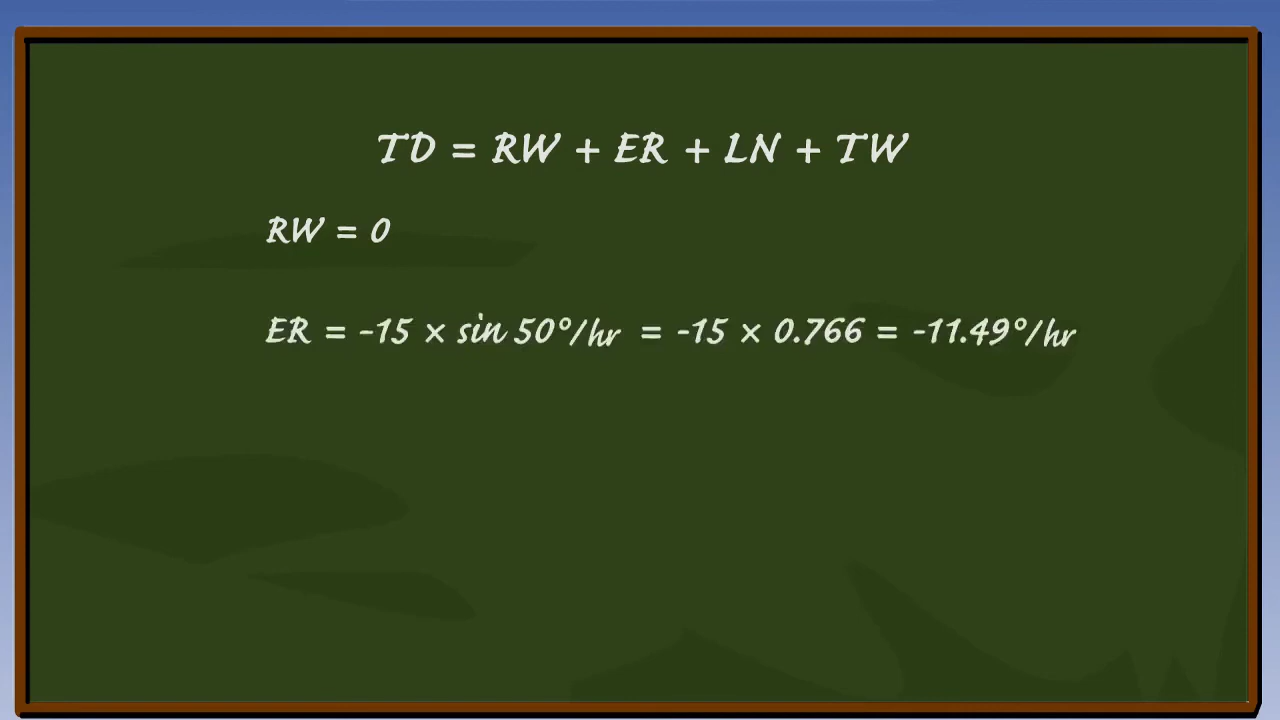 TD = RW + ER + LN + TW
RW = 0
ER = -15 × sin 50°/hr = -15 × 0.766 = -11.49°/hr